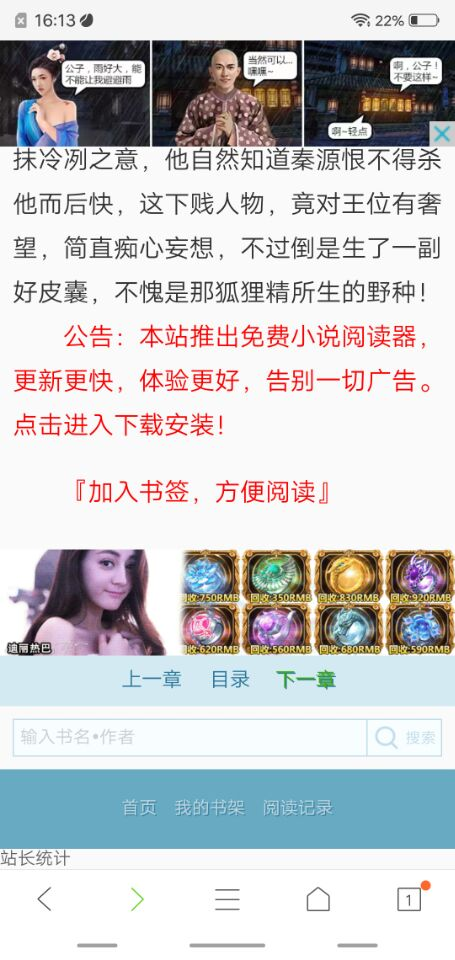 16:13
22%
公子，雨好大，能不能让我避避雨
当然可以…嘿嘿~
啊，公子！不要这样~
啊~轻点
抹冷冽之意，他自然知道秦源恨不得杀
他而后快，这下贱人物，竟对王位有奢
望，简直痴心妄想，不过倒是生了一副
好皮囊，不愧是那狐狸精所生的野种！
公告：本站推出免费小说阅读器，
更新更快，体验更好，告别一切广告。
点击进入下载安装！
『加入书签，方便阅读』
迪丽热巴
回收:750RMB 回收:350RMB 回收:830RMB 回收:920RMB
回收:620RMB 回收:560RMB 回收:680RMB 回收:590RMB
上一章 目录 下一章
输入书名•作者 搜索
首页 我的书架 阅读记录
站长统计
1